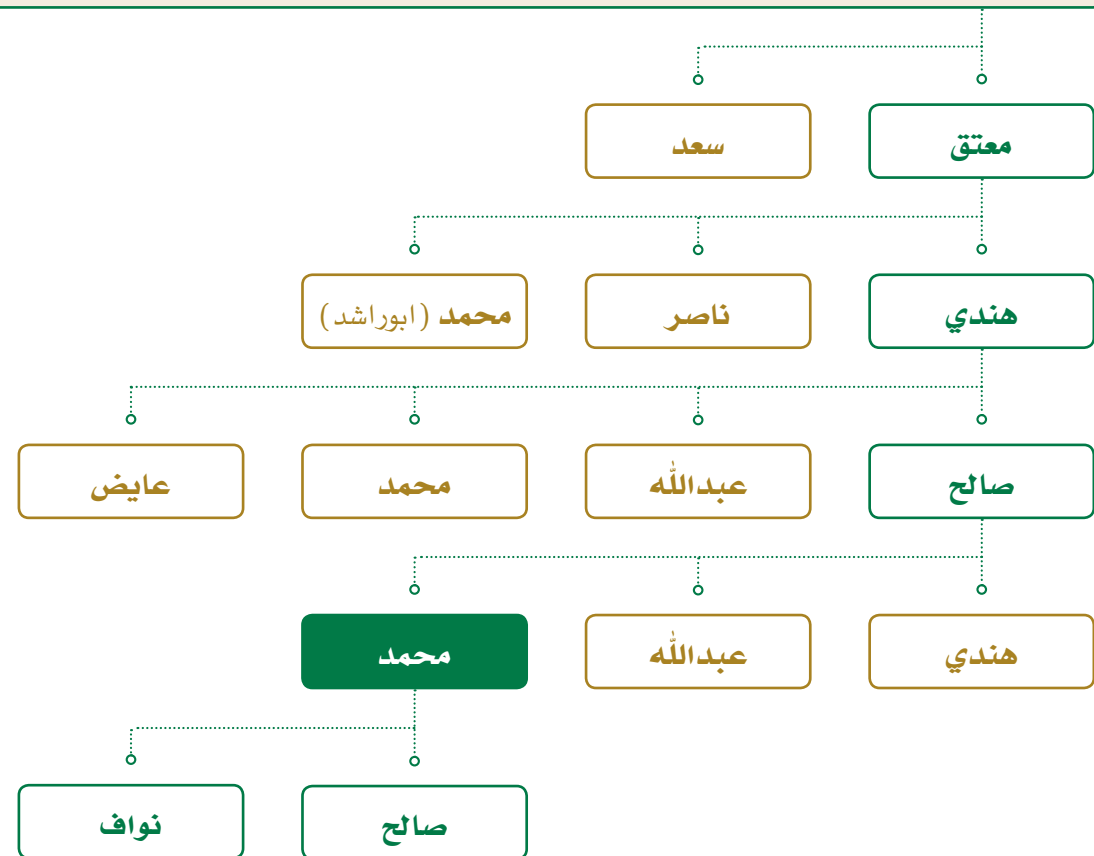 معتق
سعد
هندي
ناصر
محمد (ابوراشد)
صالح
عبدالله
محمد
عايض
هندي
عبدالله
محمد
صالح
نواف